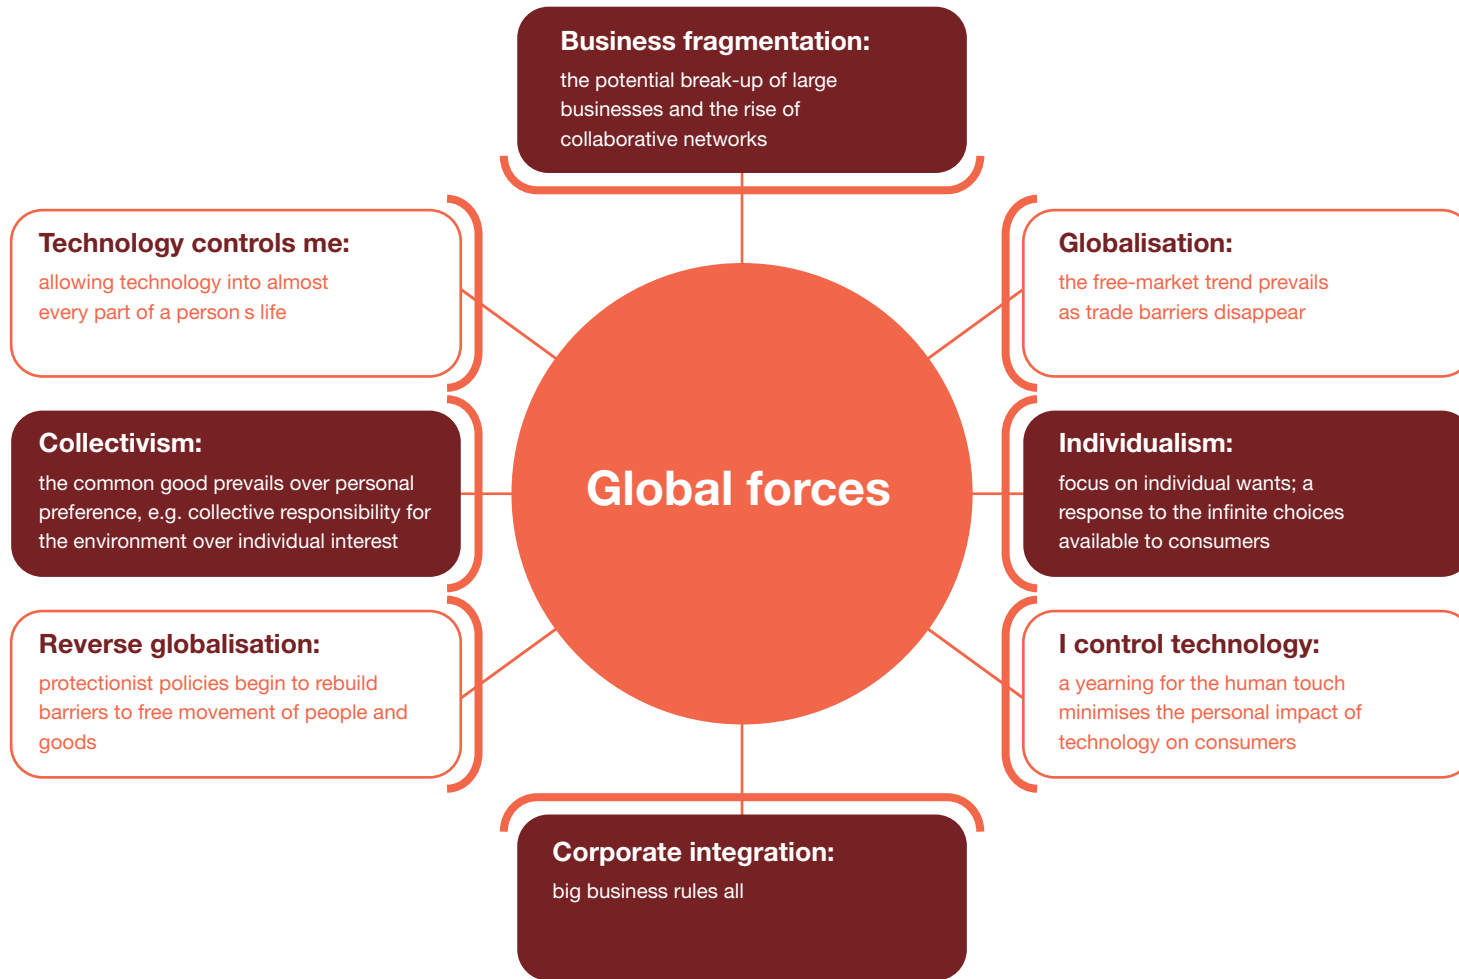 Business fragmentation:
the potential break-up of large
businesses and the rise of
collaborative networks
Technology controls me:
allowing technology into almost
every part of a person s life
Globalisation:
the free-market trend prevails
as trade barriers disappear
Collectivism:
the common good prevails over personal
preference, e.g. collective responsibility for
the environment over individual interest
Global forces
Individualism:
focus on individual wants; a
response to the infinite choices
available to consumers
Reverse globalisation:
protectionist policies begin to rebuild
barriers to free movement of people and
goods
I control technology:
a yearning for the human touch
minimises the personal impact of
technology on consumers
Corporate integration:
big business rules all